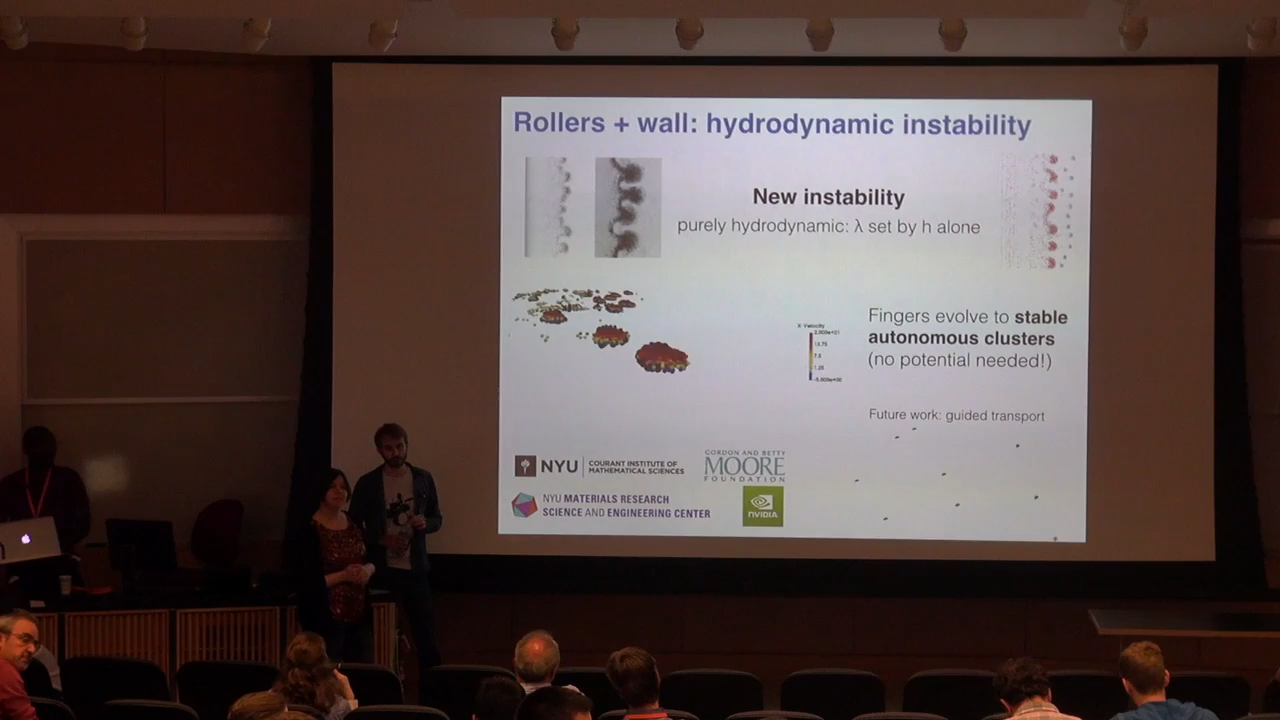 Rollers + wall: hydrodynamic instability
New instability
purely hydrodynamic: λ set by h alone
Fingers evolve to stable
autonomous clusters
(no potential needed!)
X Velocity
Future work: guided transport
NYU COURANT INSTITUTE OF
MATHEMATICAL SCIENCES
GORDON AND BETTY
MOORE
FOUNDATION
NYU MATERIALS RESEARCH
SCIENCE AND ENGINEERING CENTER
NVIDIA